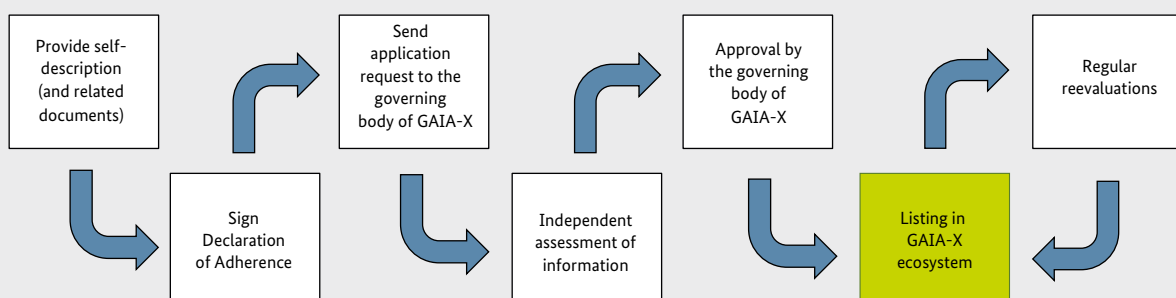 Provide self-
description
(and related
documents)
Sign
Declaration
of Adherence
Send
application
request to the
governing
body of GAIA-X
Independent
assessment of
information
Approval by
the governing
body of
GAIA-X
Listing in
GAIA-X
ecosystem
Regular
reevaluations